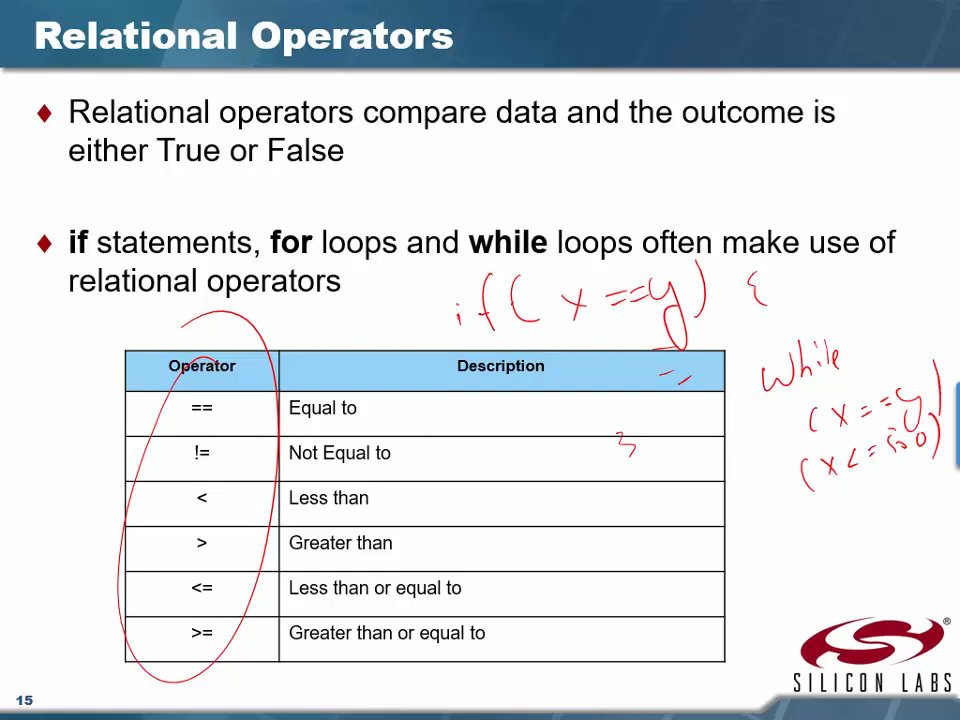 Relational Operators
♦ Relational operators compare data and the outcome is
either True or False
♦ if statements, for loops and while loops often make use of
relational operators
if ( x == y ) {
Operator Description
== Equal to
!= Not Equal to
< Less than
> Greater than
<= Less than or equal to
>= Greater than or equal to
}
while
( x == y )
( x <= 500 )
SILICON LABS®
15